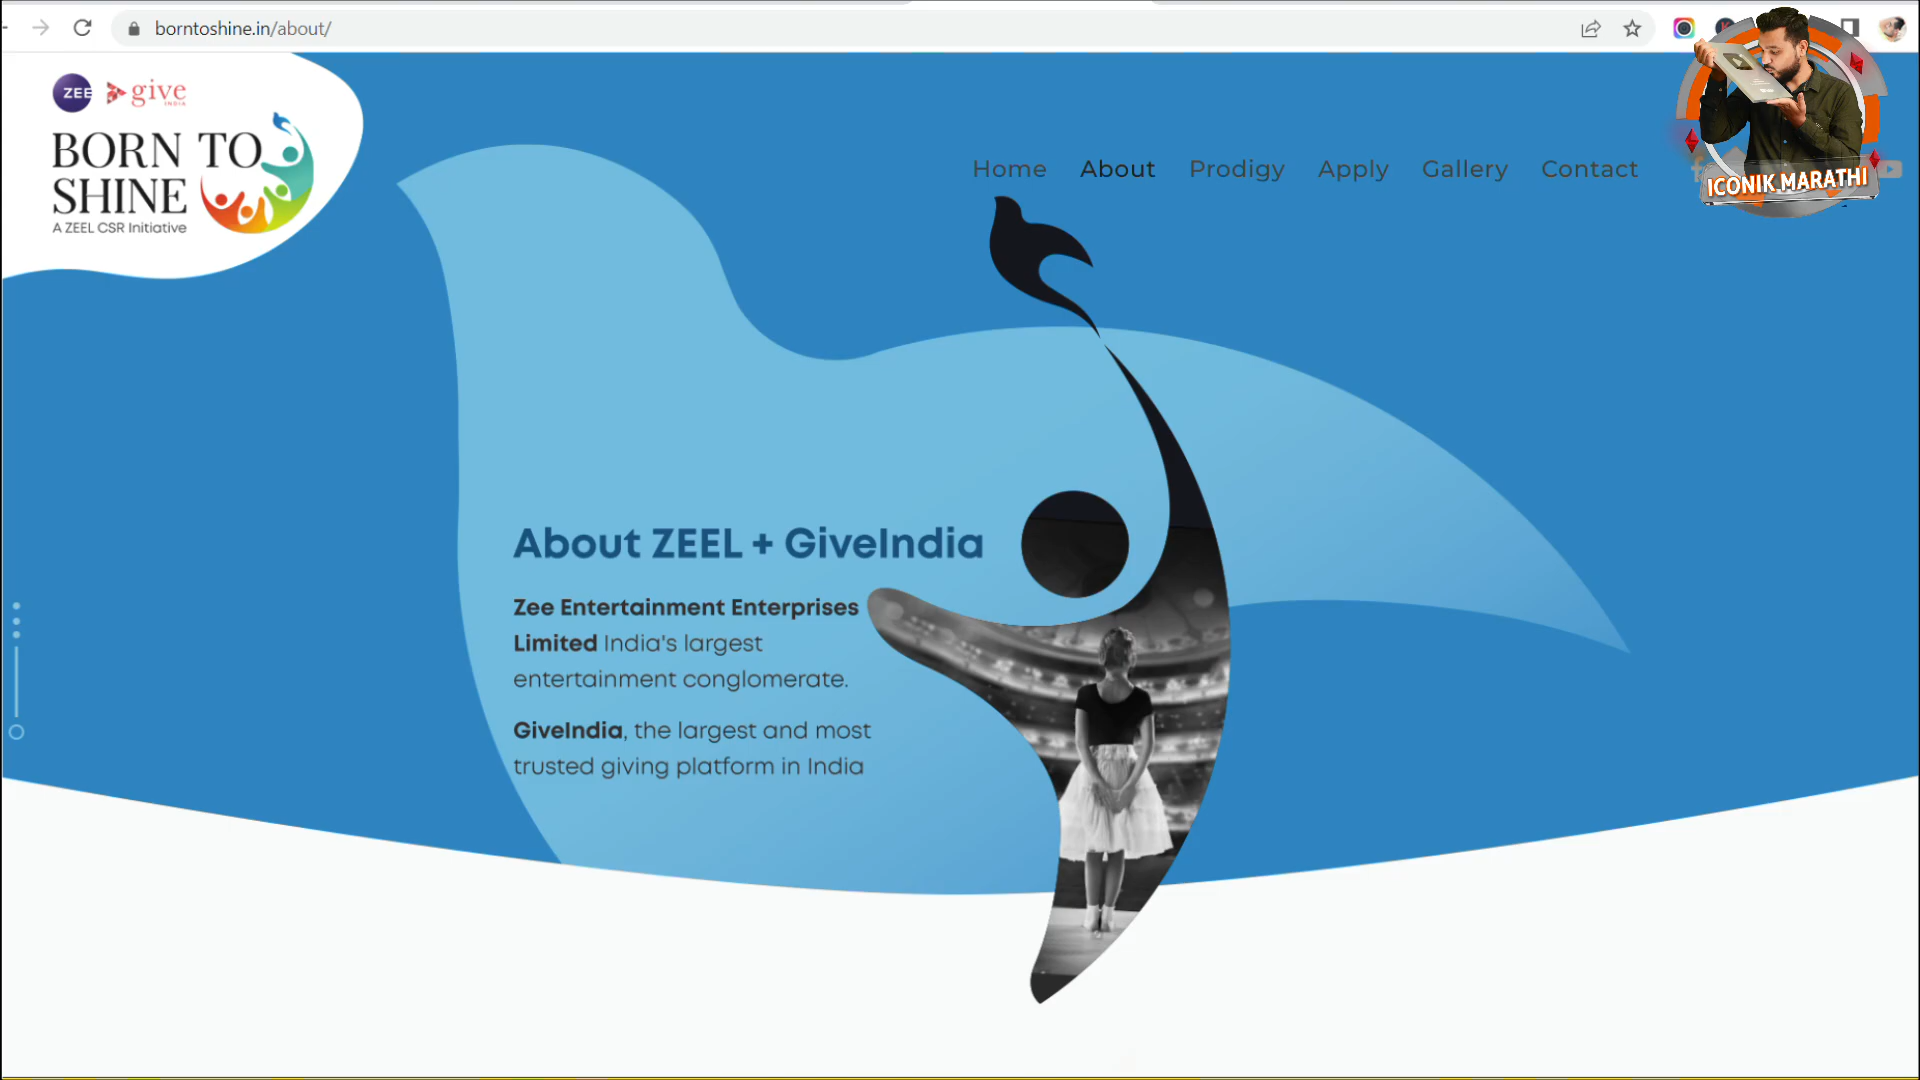 borntoshine.in/about/
ZEE give
INDIA
BORN TO
SHINE
A ZEEL CSR Initiative
Home About Prodigy Apply Gallery Contact
ICONIK MARATHI
About ZEEL + GiveIndia
Zee Entertainment Enterprises
Limited India's largest
entertainment conglomerate.
GiveIndia, the largest and most
trusted giving platform in India